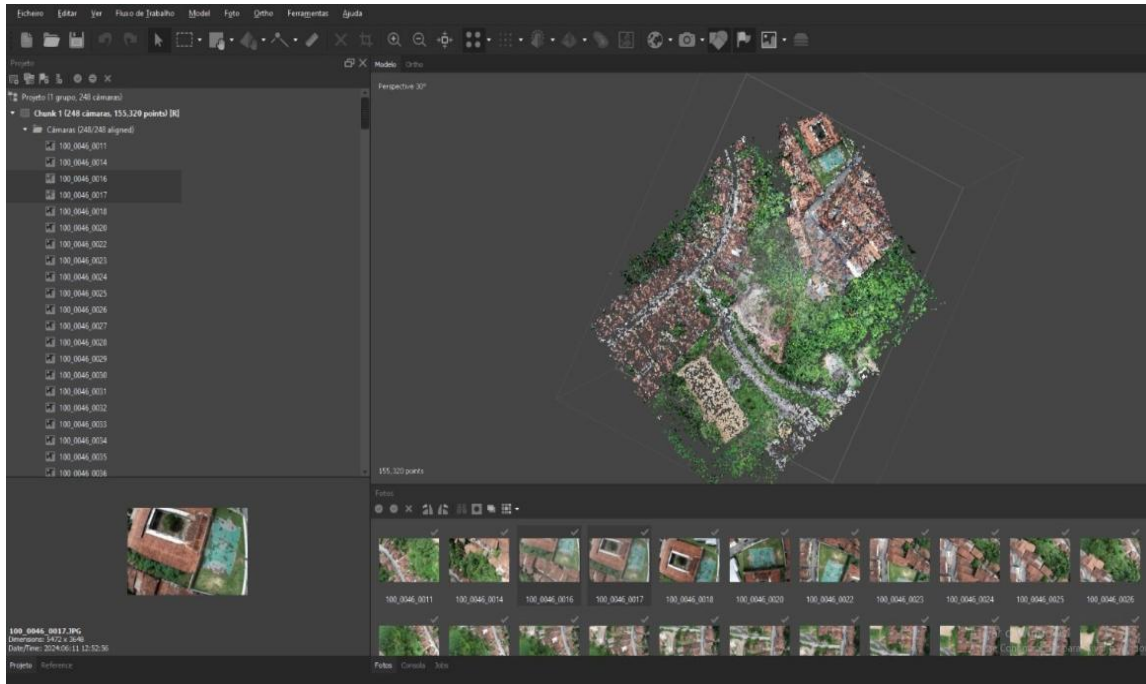 Ficheiro Editar Ver Fluxo de Trabalho Model Foto Ortho Ferramentas Ajuda
Projeto
Modelo Ortho
Perspective 30°
Projeto (1 grupo, 248 câmaras)
Chunk 1 (248 câmaras, 155,320 points) [R]
Câmaras (248/248 aligned)
100_0046_0011
100_0046_0014
100_0046_0016
100_0046_0017
100_0046_0018
100_0046_0020
100_0046_0022
100_0046_0023
100_0046_0024
100_0046_0025
100_0046_0026
100_0046_0027
100_0046_0028
100_0046_0029
100_0046_0030
100_0046_0031
100_0046_0032
100_0046_0033
100_0046_0034
100_0046_0035
100_0046_0036
155,320 points
Fotos
100_0046_0011 100_0046_0014 100_0046_0016 100_0046_0017 100_0046_0018 100_0046_0020 100_0046_0022 100_0046_0023 100_0046_0024 100_0046_0025 100_0046_0026
100_0046_0017.JPG
Dimensions: 5472 x 3648
Date/Time: 2024:06:11 12:52:56
Projeto Reference
Fotos Consola Jobs